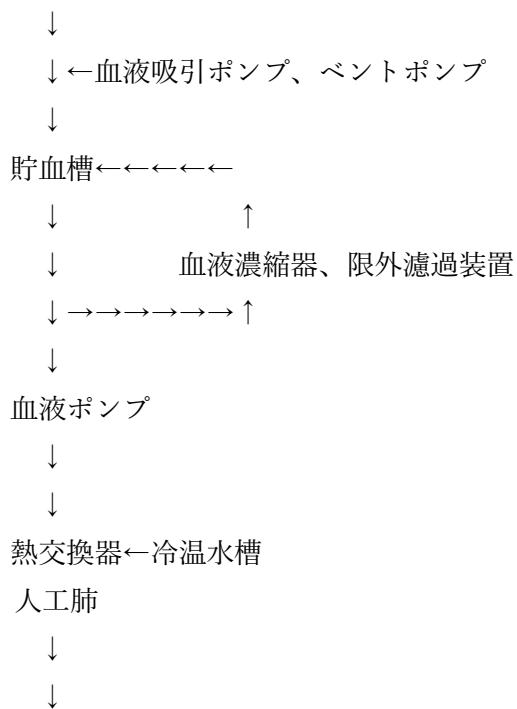 ↓
↓←血液吸引ポンプ、ベントポンプ
↓
貯血槽←←←←←
↓ ↑
↓ 血液濃縮器、限外濾過装置
↓→→→→→→↑
↓
血液ポンプ
↓
↓
熱交換器←冷温水槽
人工肺
↓
↓